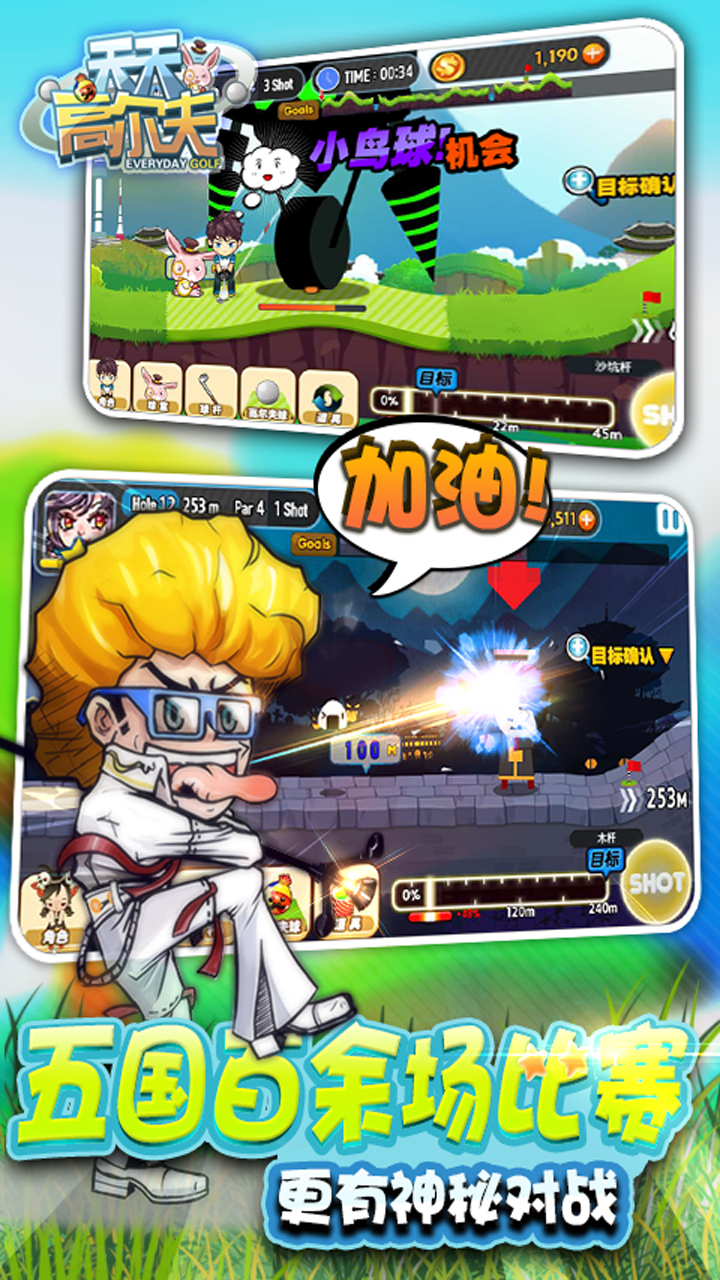 天天
高尔夫
EVERYDAY GOLF
3 Shot
TIME : 00:34
1,190
Goals
小鸟球!机会
目标确认
角色
球童
球杆
高尔夫球
道具
沙坑杆
目标
0%
22m
45m
SH
加油!
Hole 12 253m Par 4 1 Shot
,511
Goals
目标确认
100 M
253M
木杆
目标
SHOT
0%
120m
240m
角色
夫球
道具
五国百余场比赛
更有神秘对战